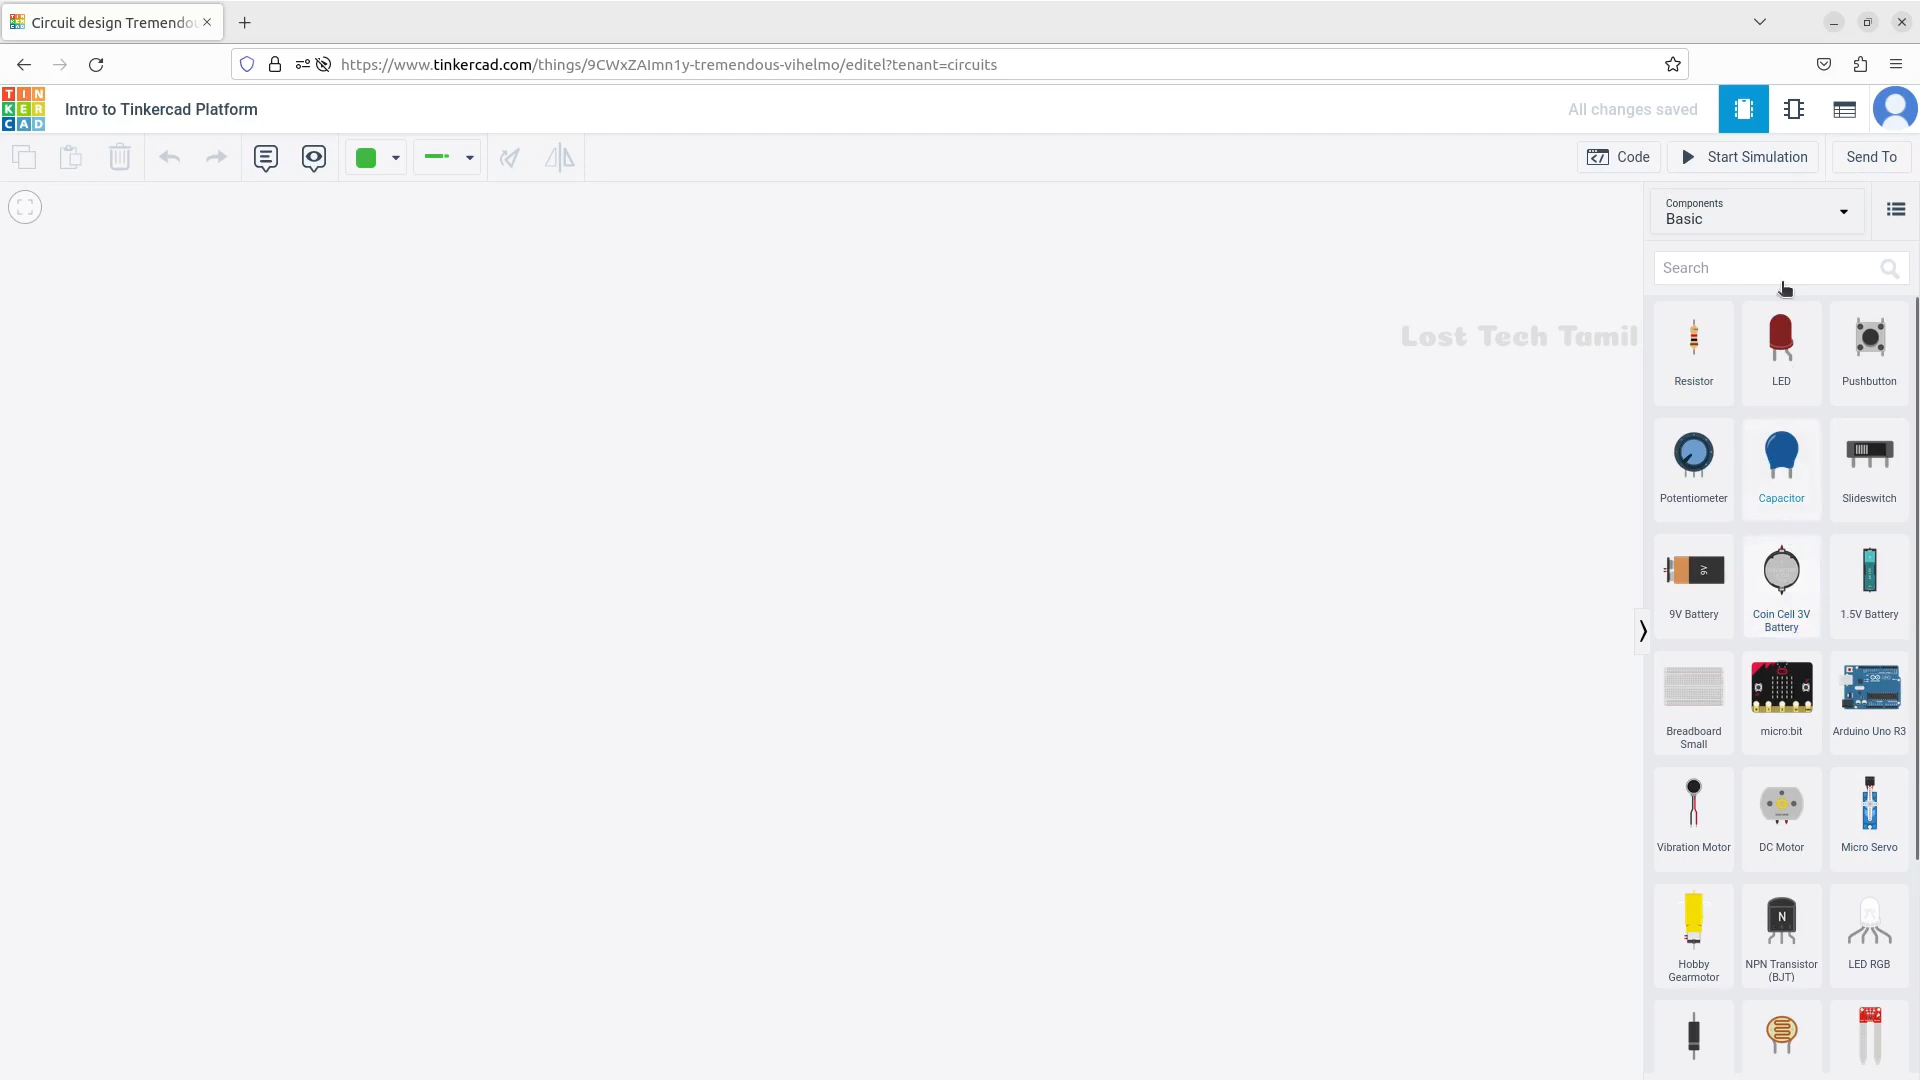 Circuit design Tremendou
https://www.tinkercad.com/things/9CWxZAImn1y-tremendous-vihelmo/editel?tenant=circuits
TIN
KER
CAD
Intro to Tinkercad Platform
All changes saved
Code
Start Simulation
Send To
Components
Basic
Search
Lost Tech Tamil
Resistor
LED
Pushbutton
Potentiometer
Capacitor
Slideswitch
9V
9V Battery
Coin Cell 3V
Battery
1.5V Battery
Breadboard
Small
micro:bit
Arduino Uno R3
Vibration Motor
DC Motor
Micro Servo
N
Hobby
Gearmotor
NPN Transistor
(BJT)
LED RGB